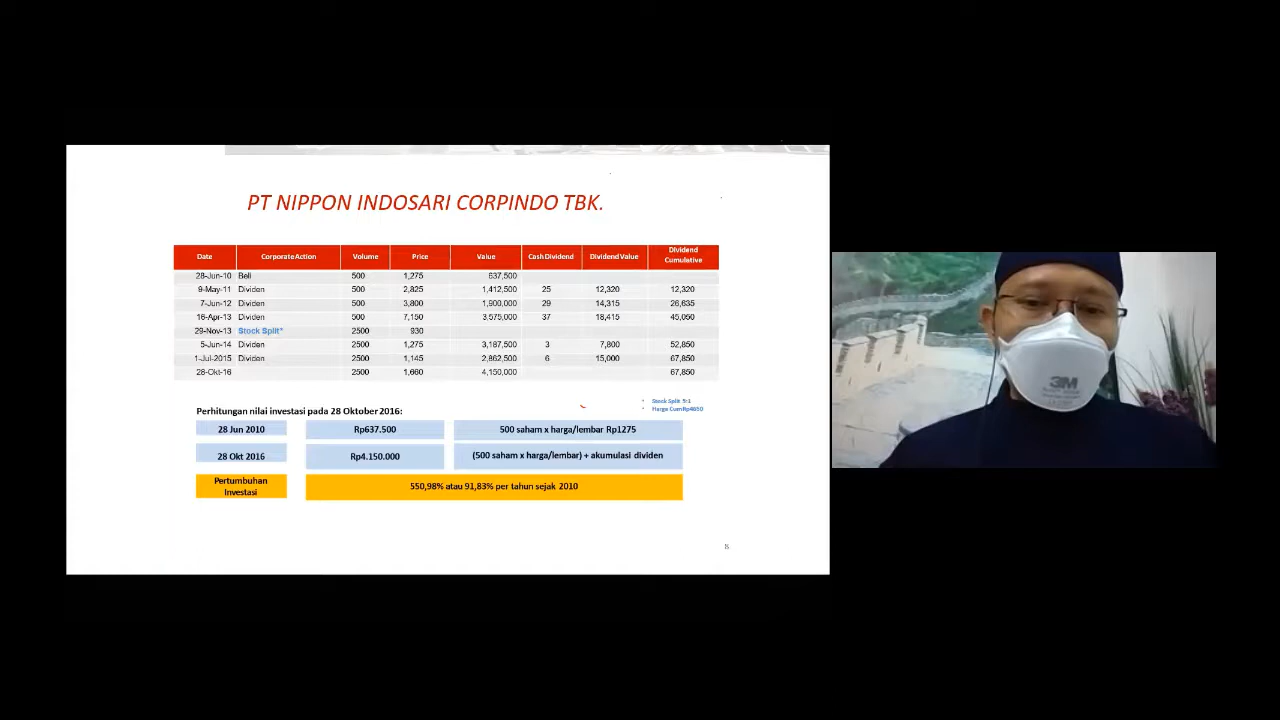 PT NIPPON INDOSARI CORPINDO TBK.
Date Corporate Action Volume Price Value Cash Dividend Dividend Value Dividend Cumulative
28-Jun-10 Beli 500 1,275 637,500
9-May-11 Dividen 500 2,825 1,412,500 25 12,320 12,320
7-Jun-12 Dividen 500 3,800 1,900,000 29 14,315 26,635
16-Apr-13 Dividen 500 7,150 3,575,000 37 18,415 45,050
29-Nov-13 Stock Split* 2500 930
5-Jun-14 Dividen 2500 1,275 3,187,500 3 7,800 52,850
1-Jul-2015 Dividen 2500 1,145 2,862,500 6 15,000 67,850
28-Okt-16 2500 1,660 4,150,000 67,850
Stock Split 5:1
Harga Cum Rp4650
Perhitungan nilai investasi pada 28 Oktober 2016:
28 Jun 2010 Rp637.500 500 saham x harga/lembar Rp1275
28 Okt 2016 Rp4.150.000 (500 saham x harga/lembar) + akumulasi dividen
Pertumbuhan Investasi 550,98% atau 91,83% per tahun sejak 2010
3M